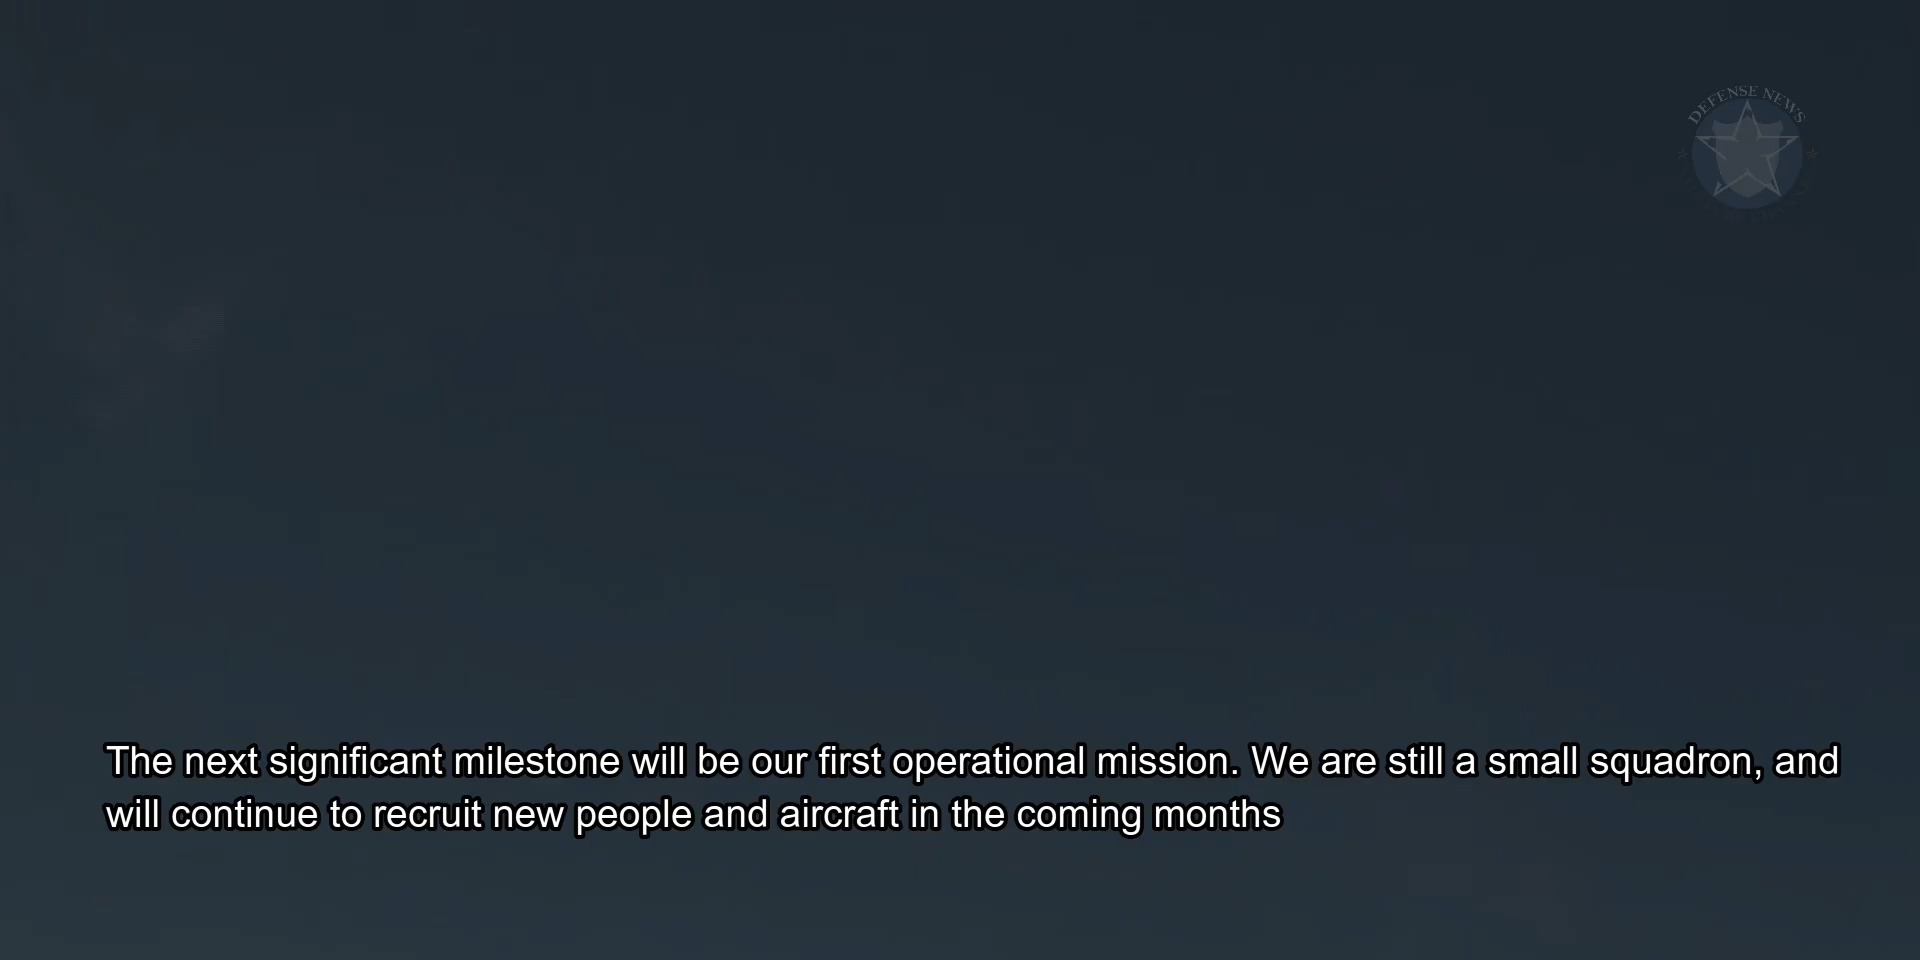 DEFENSE NEWS
The next significant milestone will be our first operational mission. We are still a small squadron, and
will continue to recruit new people and aircraft in the coming months